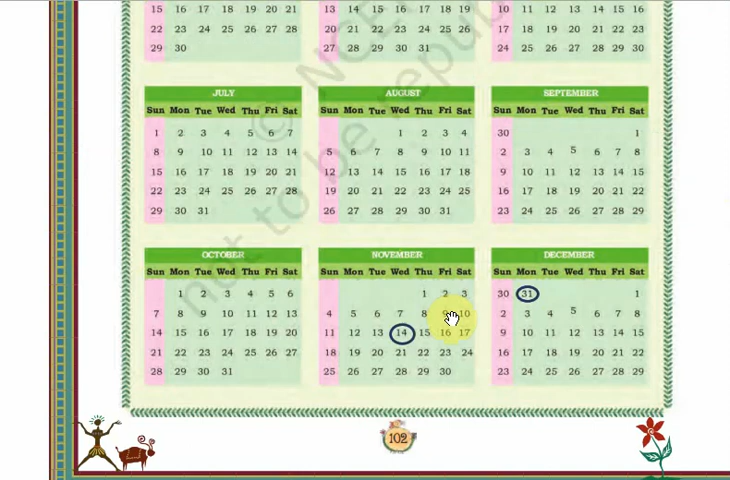 15 16 17 18 19 20 21
22 23 24 25 26 27 28
29 30
13 14 15 16 17 18 19
20 21 22 23 24 25 26
27 28 29 30 31
10 11 12 13 14 15 16
17 18 19 20 21 22 23
24 25 26 27 28 29 30
JULY
Sun Mon Tue Wed Thu Fri Sat
1 2 3 4 5 6 7
8 9 10 11 12 13 14
15 16 17 18 19 20 21
22 23 24 25 26 27 28
29 30 31
AUGUST
Sun Mon Tue Wed Thu Fri Sat
1 2 3 4
5 6 7 8 9 10 11
12 13 14 15 16 17 18
19 20 21 22 23 24 25
26 27 28 29 30 31
SEPTEMBER
Sun Mon Tue Wed Thu Fri Sat
30 1
2 3 4 5 6 7 8
9 10 11 12 13 14 15
16 17 18 19 20 21 22
23 24 25 26 27 28 29
OCTOBER
Sun Mon Tue Wed Thu Fri Sat
1 2 3 4 5 6
7 8 9 10 11 12 13
14 15 16 17 18 19 20
21 22 23 24 25 26 27
28 29 30 31
NOVEMBER
Sun Mon Tue Wed Thu Fri Sat
1 2 3
4 5 6 7 8 9 10
11 12 13 14 15 16 17
18 19 20 21 22 23 24
25 26 27 28 29 30
DECEMBER
Sun Mon Tue Wed Thu Fri Sat
30 31 1
2 3 4 5 6 7 8
9 10 11 12 13 14 15
16 17 18 19 20 21 22
23 24 25 26 27 28 29
© NCE
not to be repu
102